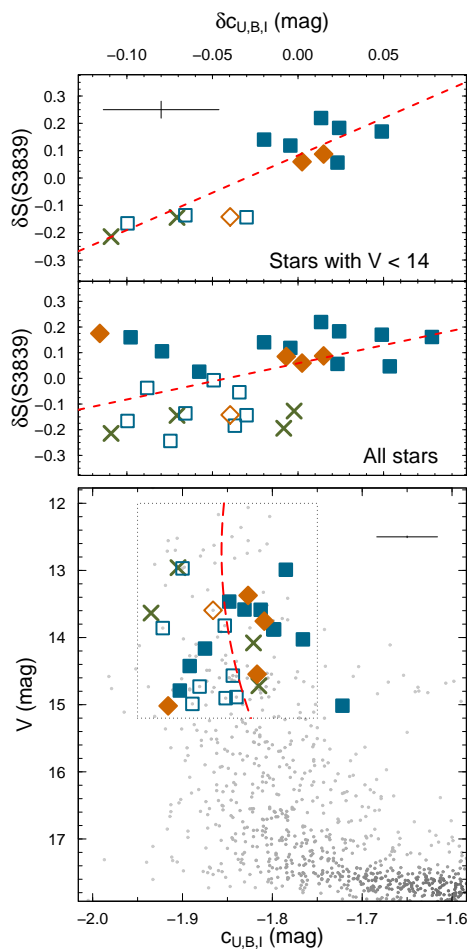 δc_{U,B,I} (mag)
−0.10 −0.05 0.00 0.05
0.3
0.2
0.1
0.0
−0.1
−0.2
−0.3
δS(S3839)
Stars with V < 14
0.3
0.2
0.1
0.0
−0.1
−0.2
−0.3
δS(S3839)
All stars
12
13
14
15
16
17
V (mag)
−2.0 −1.9 −1.8 −1.7 −1.6
c_{U,B,I} (mag)